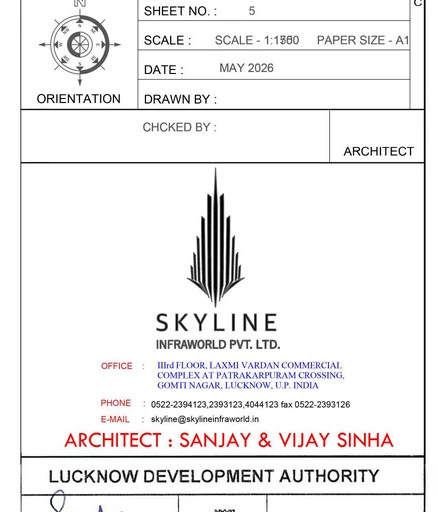 N
C
SHEET NO. : 5
SCALE : SCALE - PAPER SIZE - A1
DATE : MAY 2026
ORIENTATION
DRAWN BY :
CHCKED BY :
ARCHITECT
SKYLINE
INFRAWORLD PVT. LTD.
OFFICE : IIIrd FLOOR, LAXMI VARDAN COMMERCIAL
COMPLEX AT PATRAKARPURAM CROSSING,
GOMTI NAGAR, LUCKNOW, U.P. INDIA
PHONE : 0522-2394123,2393123,4044123 fax 0522-2393126
E-MAIL : skyline@skylineinfraworld.in
ARCHITECT : SANJAY & VIJAY SINHA
LUCKNOW DEVELOPMENT AUTHORITY